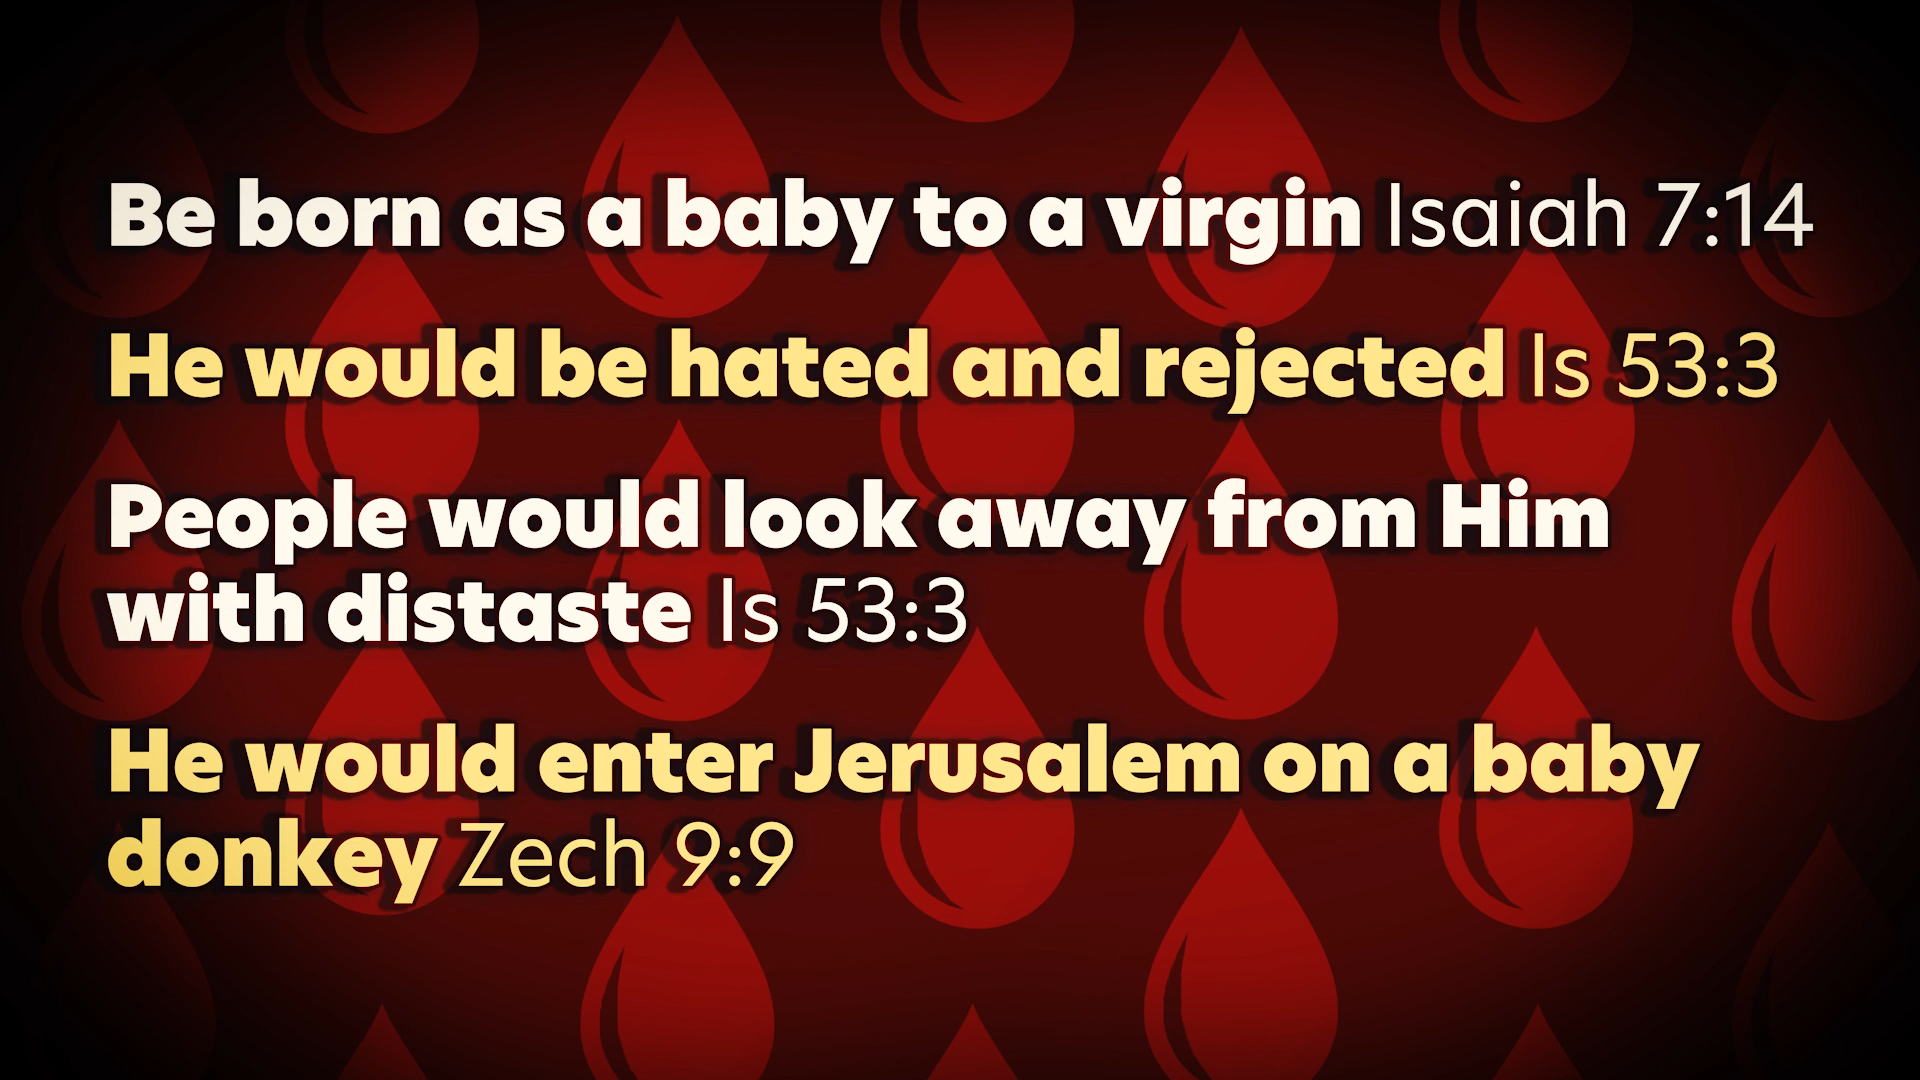 Be born as a baby to a virgin Isaiah 7:14
He would be hated and rejected Is 53:3
People would look away from Him
with distaste Is 53:3
He would enter Jerusalem on a baby
donkey Zech 9:9